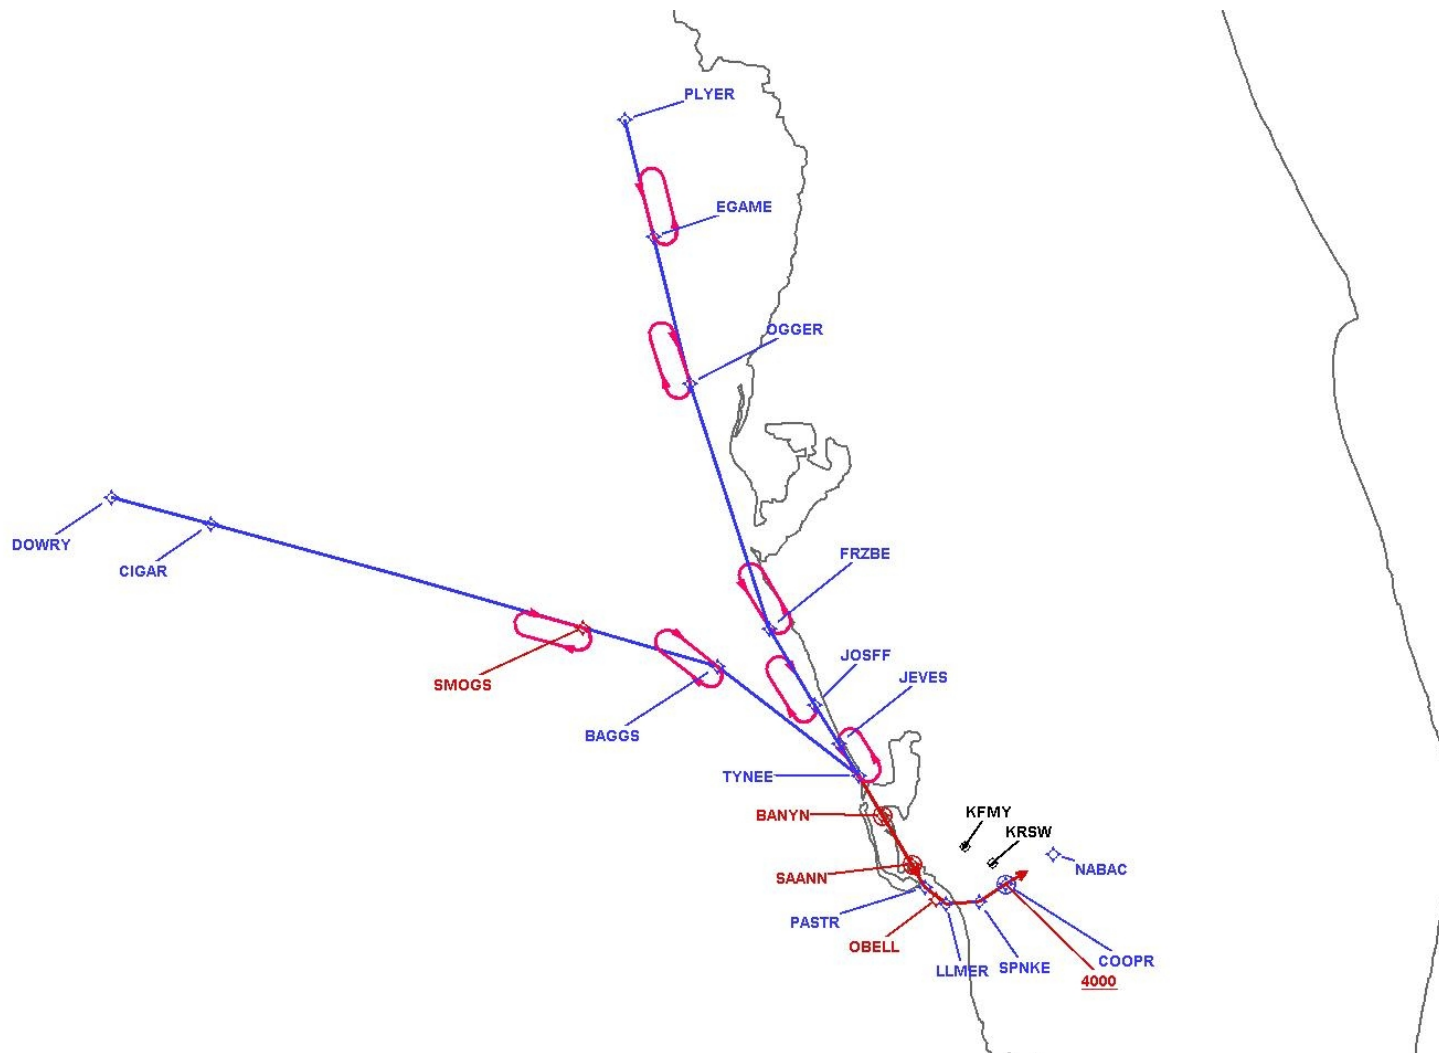 PLYER
EGAME
OGGER
DOWRY
CIGAR
FRZBE
JOSFF
JEVES
SMOGS
BAGGS
TYNEE
BANYN
KFMY
KRSW
NABAC
SAANN
PASTR
OBELL
LLMER
SPNKE
COOPR
4000